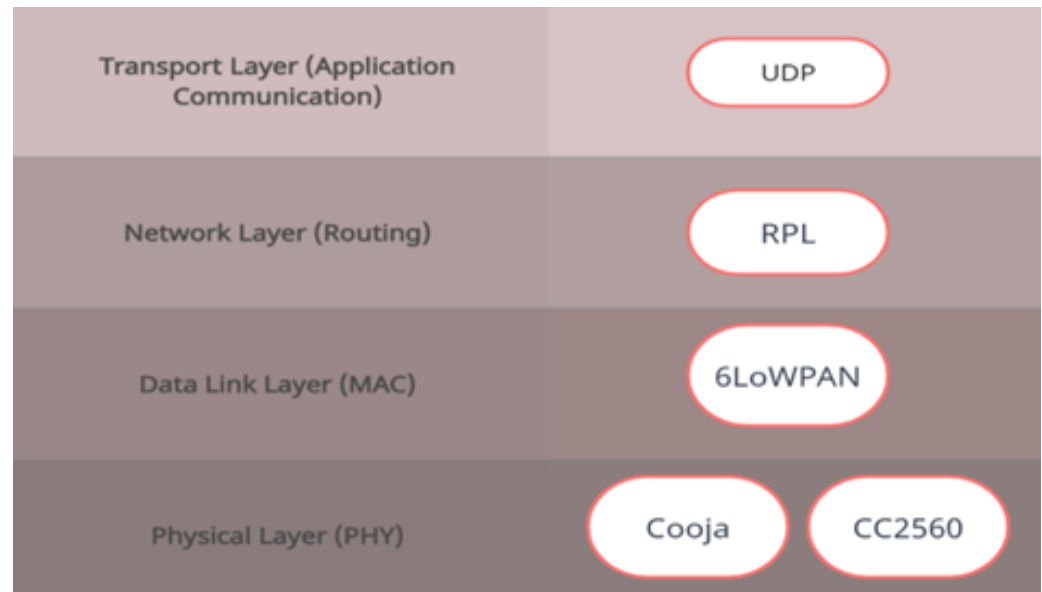 Transport Layer (Application
Communication)
UDP
Network Layer (Routing)
RPL
Data Link Layer (MAC)
6LoWPAN
Physical Layer (PHY)
Cooja
CC2560